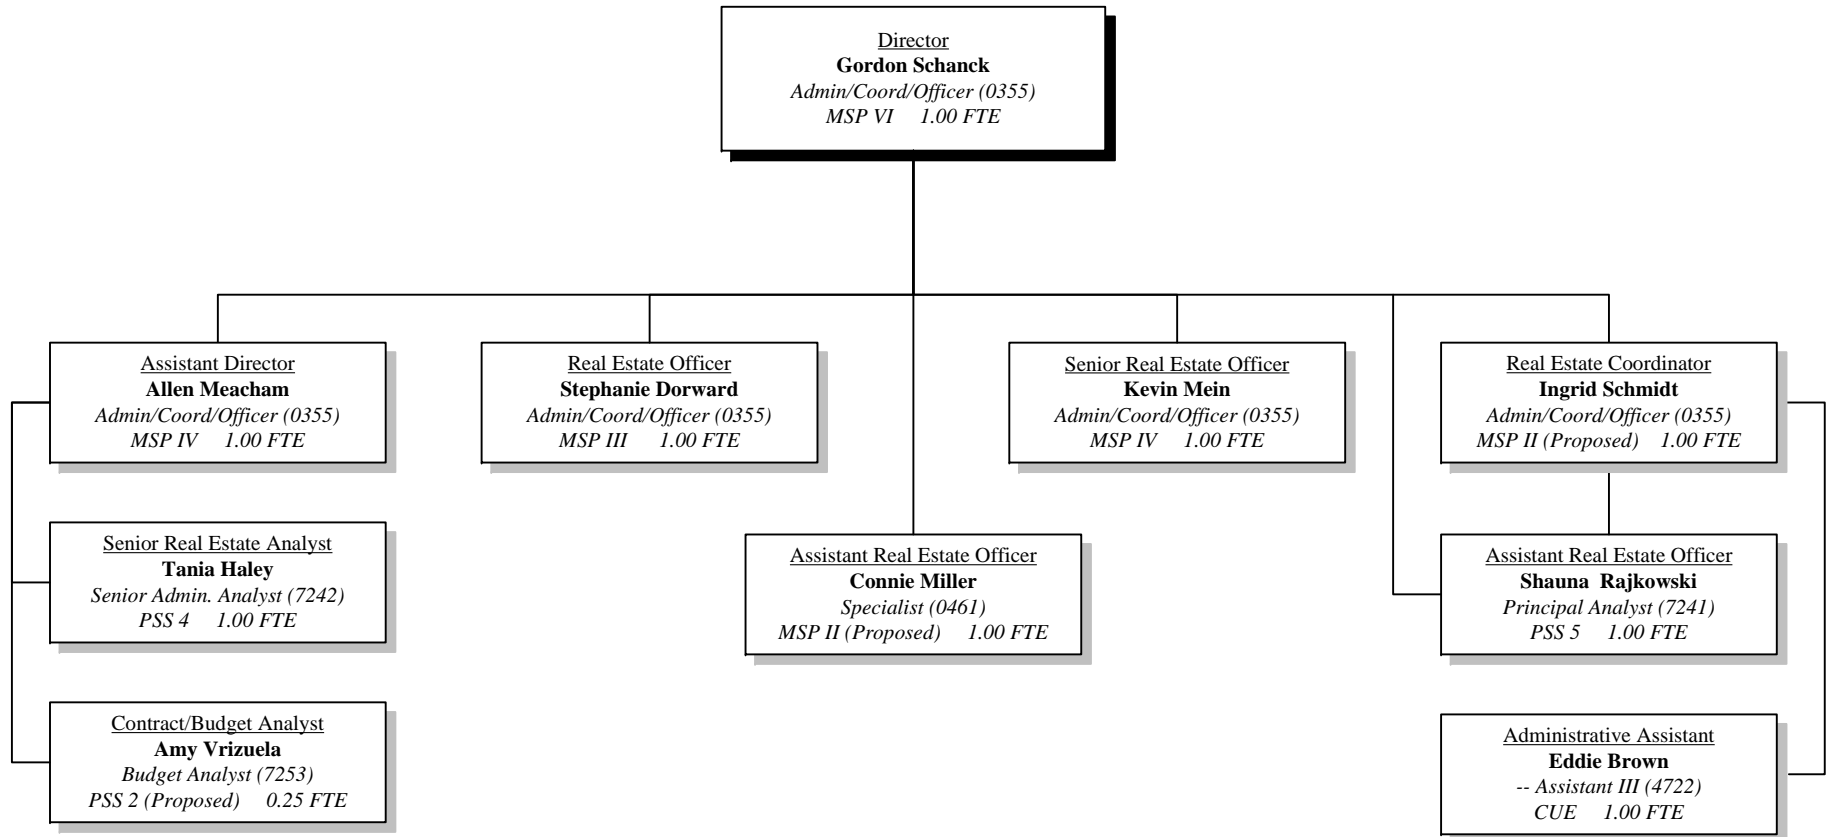 Director
Gordon Schanck
Admin/Coord/Officer (0355)
MSP VI 1.00 FTE
Assistant Director
Allen Meacham
Admin/Coord/Officer (0355)
MSP IV 1.00 FTE
Real Estate Officer
Stephanie Dorward
Admin/Coord/Officer (0355)
MSP III 1.00 FTE
Senior Real Estate Officer
Kevin Mein
Admin/Coord/Officer (0355)
MSP IV 1.00 FTE
Real Estate Coordinator
Ingrid Schmidt
Admin/Coord/Officer (0355)
MSP II (Proposed) 1.00 FTE
Senior Real Estate Analyst
Tania Haley
Senior Admin. Analyst (7242)
PSS 4 1.00 FTE
Assistant Real Estate Officer
Connie Miller
Specialist (0461)
MSP II (Proposed) 1.00 FTE
Assistant Real Estate Officer
Shauna Rajkowski
Principal Analyst (7241)
PSS 5 1.00 FTE
Contract/Budget Analyst
Amy Vrizuela
Budget Analyst (7253)
PSS 2 (Proposed) 0.25 FTE
Administrative Assistant
Eddie Brown
-- Assistant III (4722)
CUE 1.00 FTE